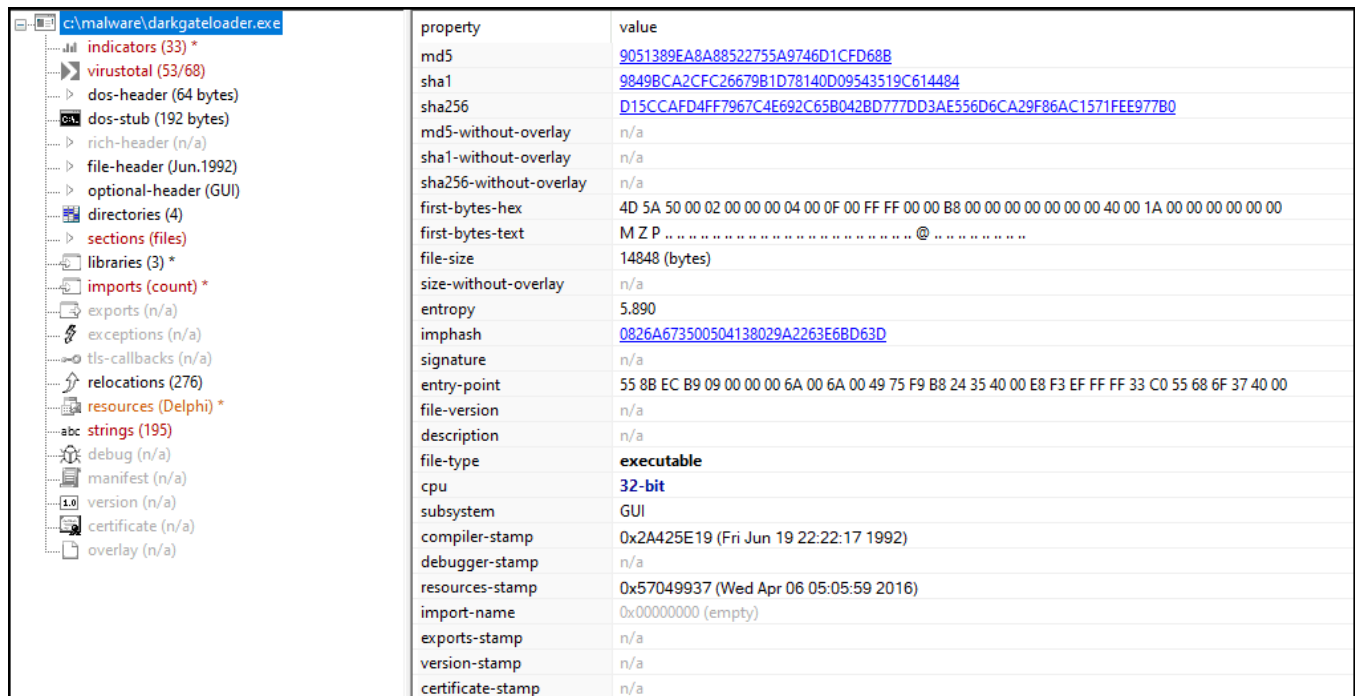 c:\malware\darkgateloader.exe
indicators (33) *
virustotal (53/68)
dos-header (64 bytes)
dos-stub (192 bytes)
rich-header (n/a)
file-header (Jun.1992)
optional-header (GUI)
directories (4)
sections (files)
libraries (3) *
imports (count) *
exports (n/a)
exceptions (n/a)
tls-callbacks (n/a)
relocations (276)
resources (Delphi) *
abc strings (195)
debug (n/a)
manifest (n/a)
1.0 version (n/a)
certificate (n/a)
overlay (n/a)
property value
md5 9051389EA8A88522755A9746D1CFD68B
sha1 9849BCA2CFC26679B1D78140D09543519C614484
sha256 D15CCAFD4FF7967C4E692C65B042BD777DD3AE556D6CA29F86AC1571FEE977B0
md5-without-overlay n/a
sha1-without-overlay n/a
sha256-without-overlay n/a
first-bytes-hex 4D 5A 50 00 02 00 00 00 04 00 0F 00 FF FF 00 00 B8 00 00 00 00 00 00 00 40 00 1A 00 00 00 00 00
first-bytes-text M Z P .. .. .. .. .. .. .. .. .. .. .. .. .. .. .. .. .. .. .. .. .. @ .. .. .. .. .. .. ..
file-size 14848 (bytes)
size-without-overlay n/a
entropy 5.890
imphash 0826A673500504138029A2263E6BD63D
signature n/a
entry-point 55 8B EC B9 09 00 00 00 6A 00 6A 00 49 75 F9 B8 24 35 40 00 E8 F3 EF FF FF 33 C0 55 68 6F 37 40 00
file-version n/a
description n/a
file-type executable
cpu 32-bit
subsystem GUI
compiler-stamp 0x2A425E19 (Fri Jun 19 22:22:17 1992)
debugger-stamp n/a
resources-stamp 0x57049937 (Wed Apr 06 05:05:59 2016)
import-name 0x00000000 (empty)
exports-stamp n/a
version-stamp n/a
certificate-stamp n/a